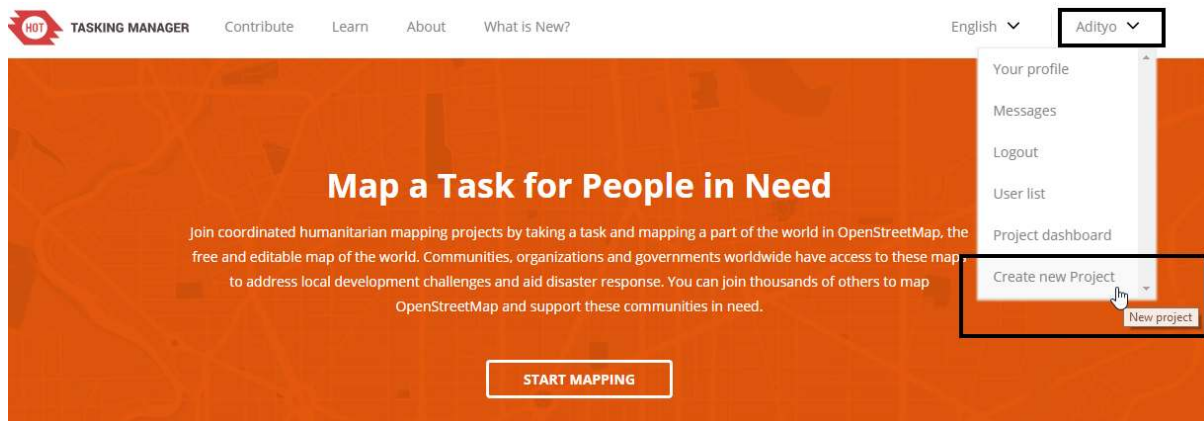 HOT TASKING MANAGER Contribute Learn About What is New? English Adityo
Your profile
Messages
Logout
User list
Project dashboard
Create new Project
New project
Map a Task for People in Need
Join coordinated humanitarian mapping projects by taking a task and mapping a part of the world in OpenStreetMap, the
free and editable map of the world. Communities, organizations and governments worldwide have access to these maps
to address local development challenges and aid disaster response. You can join thousands of others to map
OpenStreetMap and support these communities in need.
START MAPPING